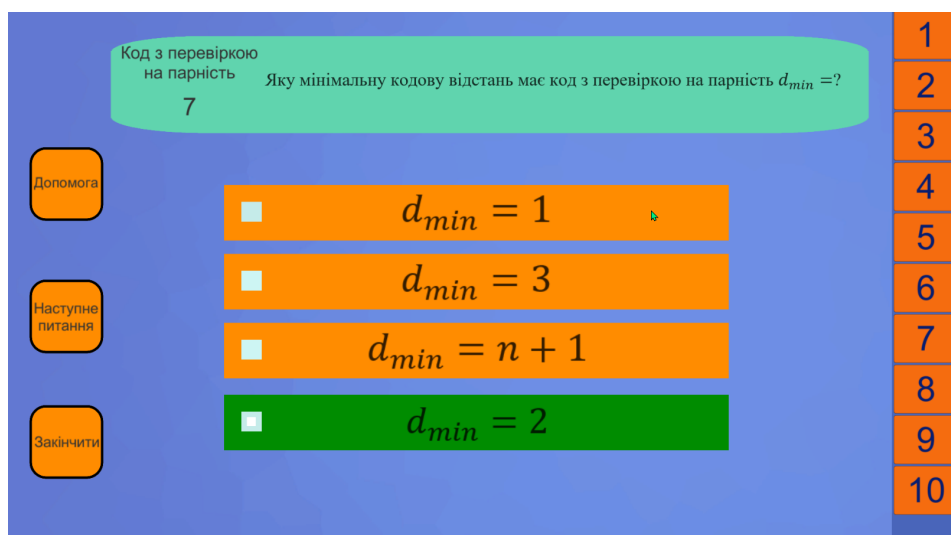 Код з перевіркою
на парність
7
Яку мінімальну кодову відстань має код з перевіркою на парність d_min =?
Допомога
Наступне
питання
Закінчити
d_min = 1
d_min = 3
d_min = n + 1
d_min = 2
1
2
3
4
5
6
7
8
9
10